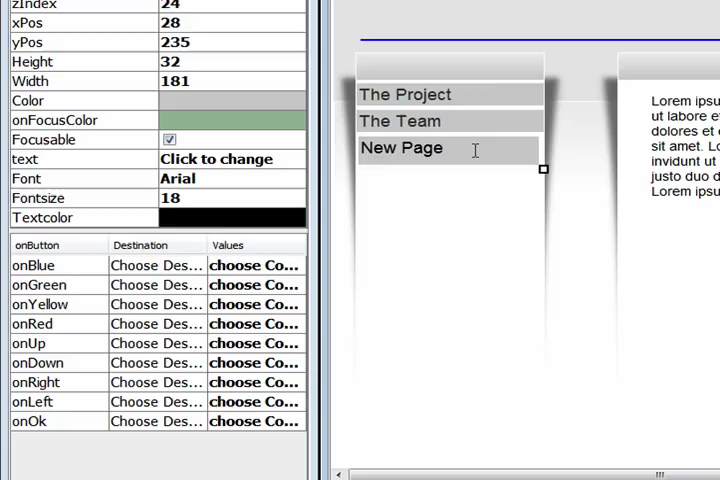 zIndex 24
xPos 28
yPos 235
Height 32
Width 181
Color
onFocusColor
Focusable
text Click to change
Font Arial
Fontsize 18
Textcolor
onButton Destination Values
onBlue Choose Des... choose Co...
onGreen Choose Des... choose Co...
onYellow Choose Des... choose Co...
onRed Choose Des... choose Co...
onUp Choose Des... choose Co...
onDown Choose Des... choose Co...
onRight Choose Des... choose Co...
onLeft Choose Des... choose Co...
onOk Choose Des... choose Co...
The Project
The Team
New Page
Lorem ipsu
ut labore e
dolores et e
sit amet. Lo
invidunt ut
justo duo d
Lorem ipsu